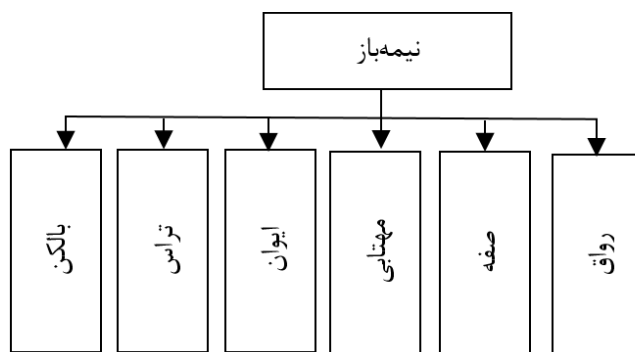 نیمه‌باز
رواق
صفه
مهتابی
ایوان
تراس
بالکن